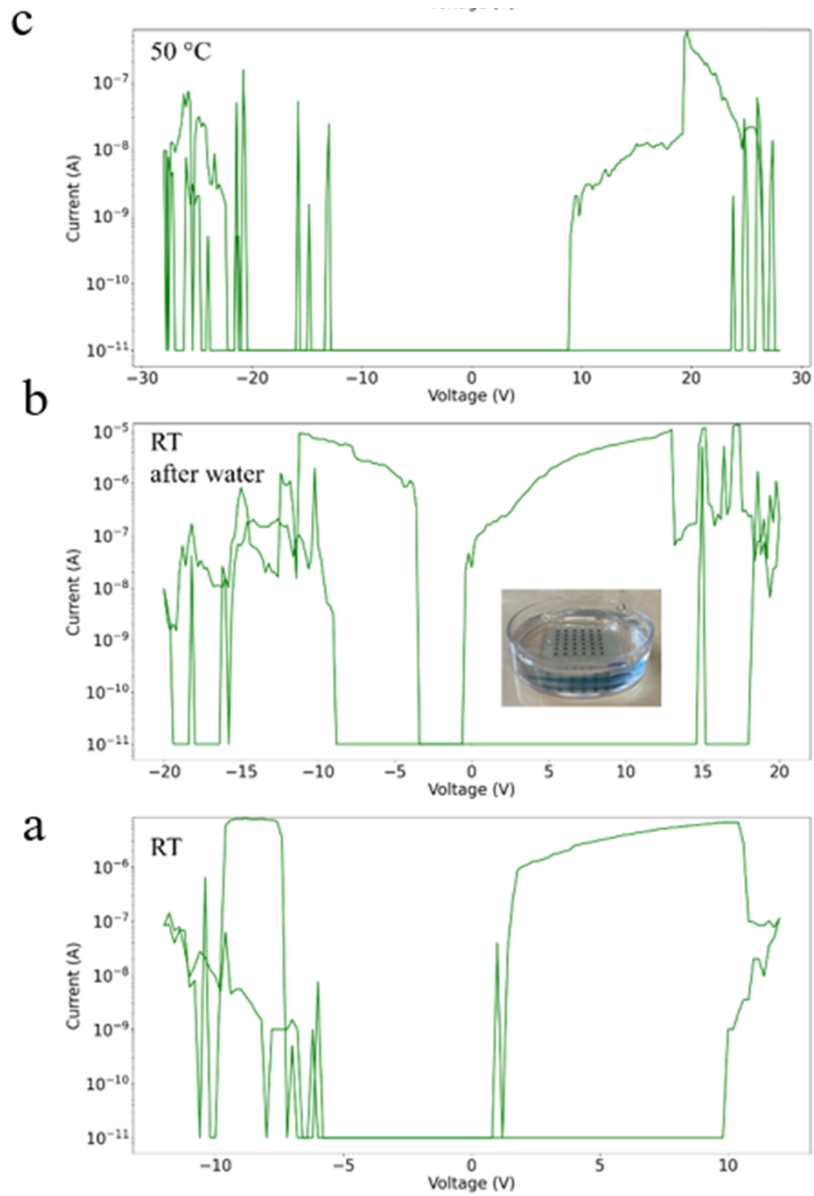 c
50 °C
10⁻⁷
10⁻⁸
10⁻⁹
10⁻¹⁰
10⁻¹¹
Current (A)
−30 −20 −10 0 10 20 30
Voltage (V)
b
RT
after water
10⁻⁵
10⁻⁶
10⁻⁷
10⁻⁸
10⁻⁹
10⁻¹⁰
10⁻¹¹
Current (A)
−20 −15 −10 −5 0 5 10 15 20
Voltage (V)
a
RT
10⁻⁶
10⁻⁷
10⁻⁸
10⁻⁹
10⁻¹⁰
10⁻¹¹
Current (A)
−10 −5 0 5 10
Voltage (V)